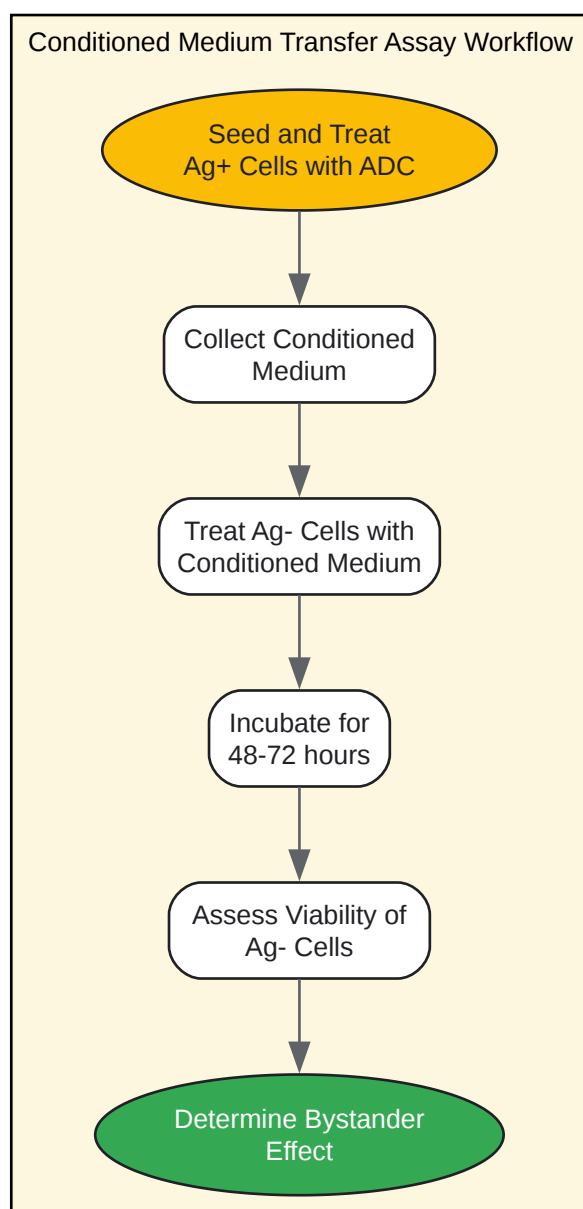 Conditioned Medium Transfer Assay Workflow
Seed and Treat
Ag+ Cells with ADC
Collect Conditioned
Medium
Treat Ag- Cells with
Conditioned Medium
Incubate for
48-72 hours
Assess Viability of
Ag- Cells
Determine Bystander
Effect